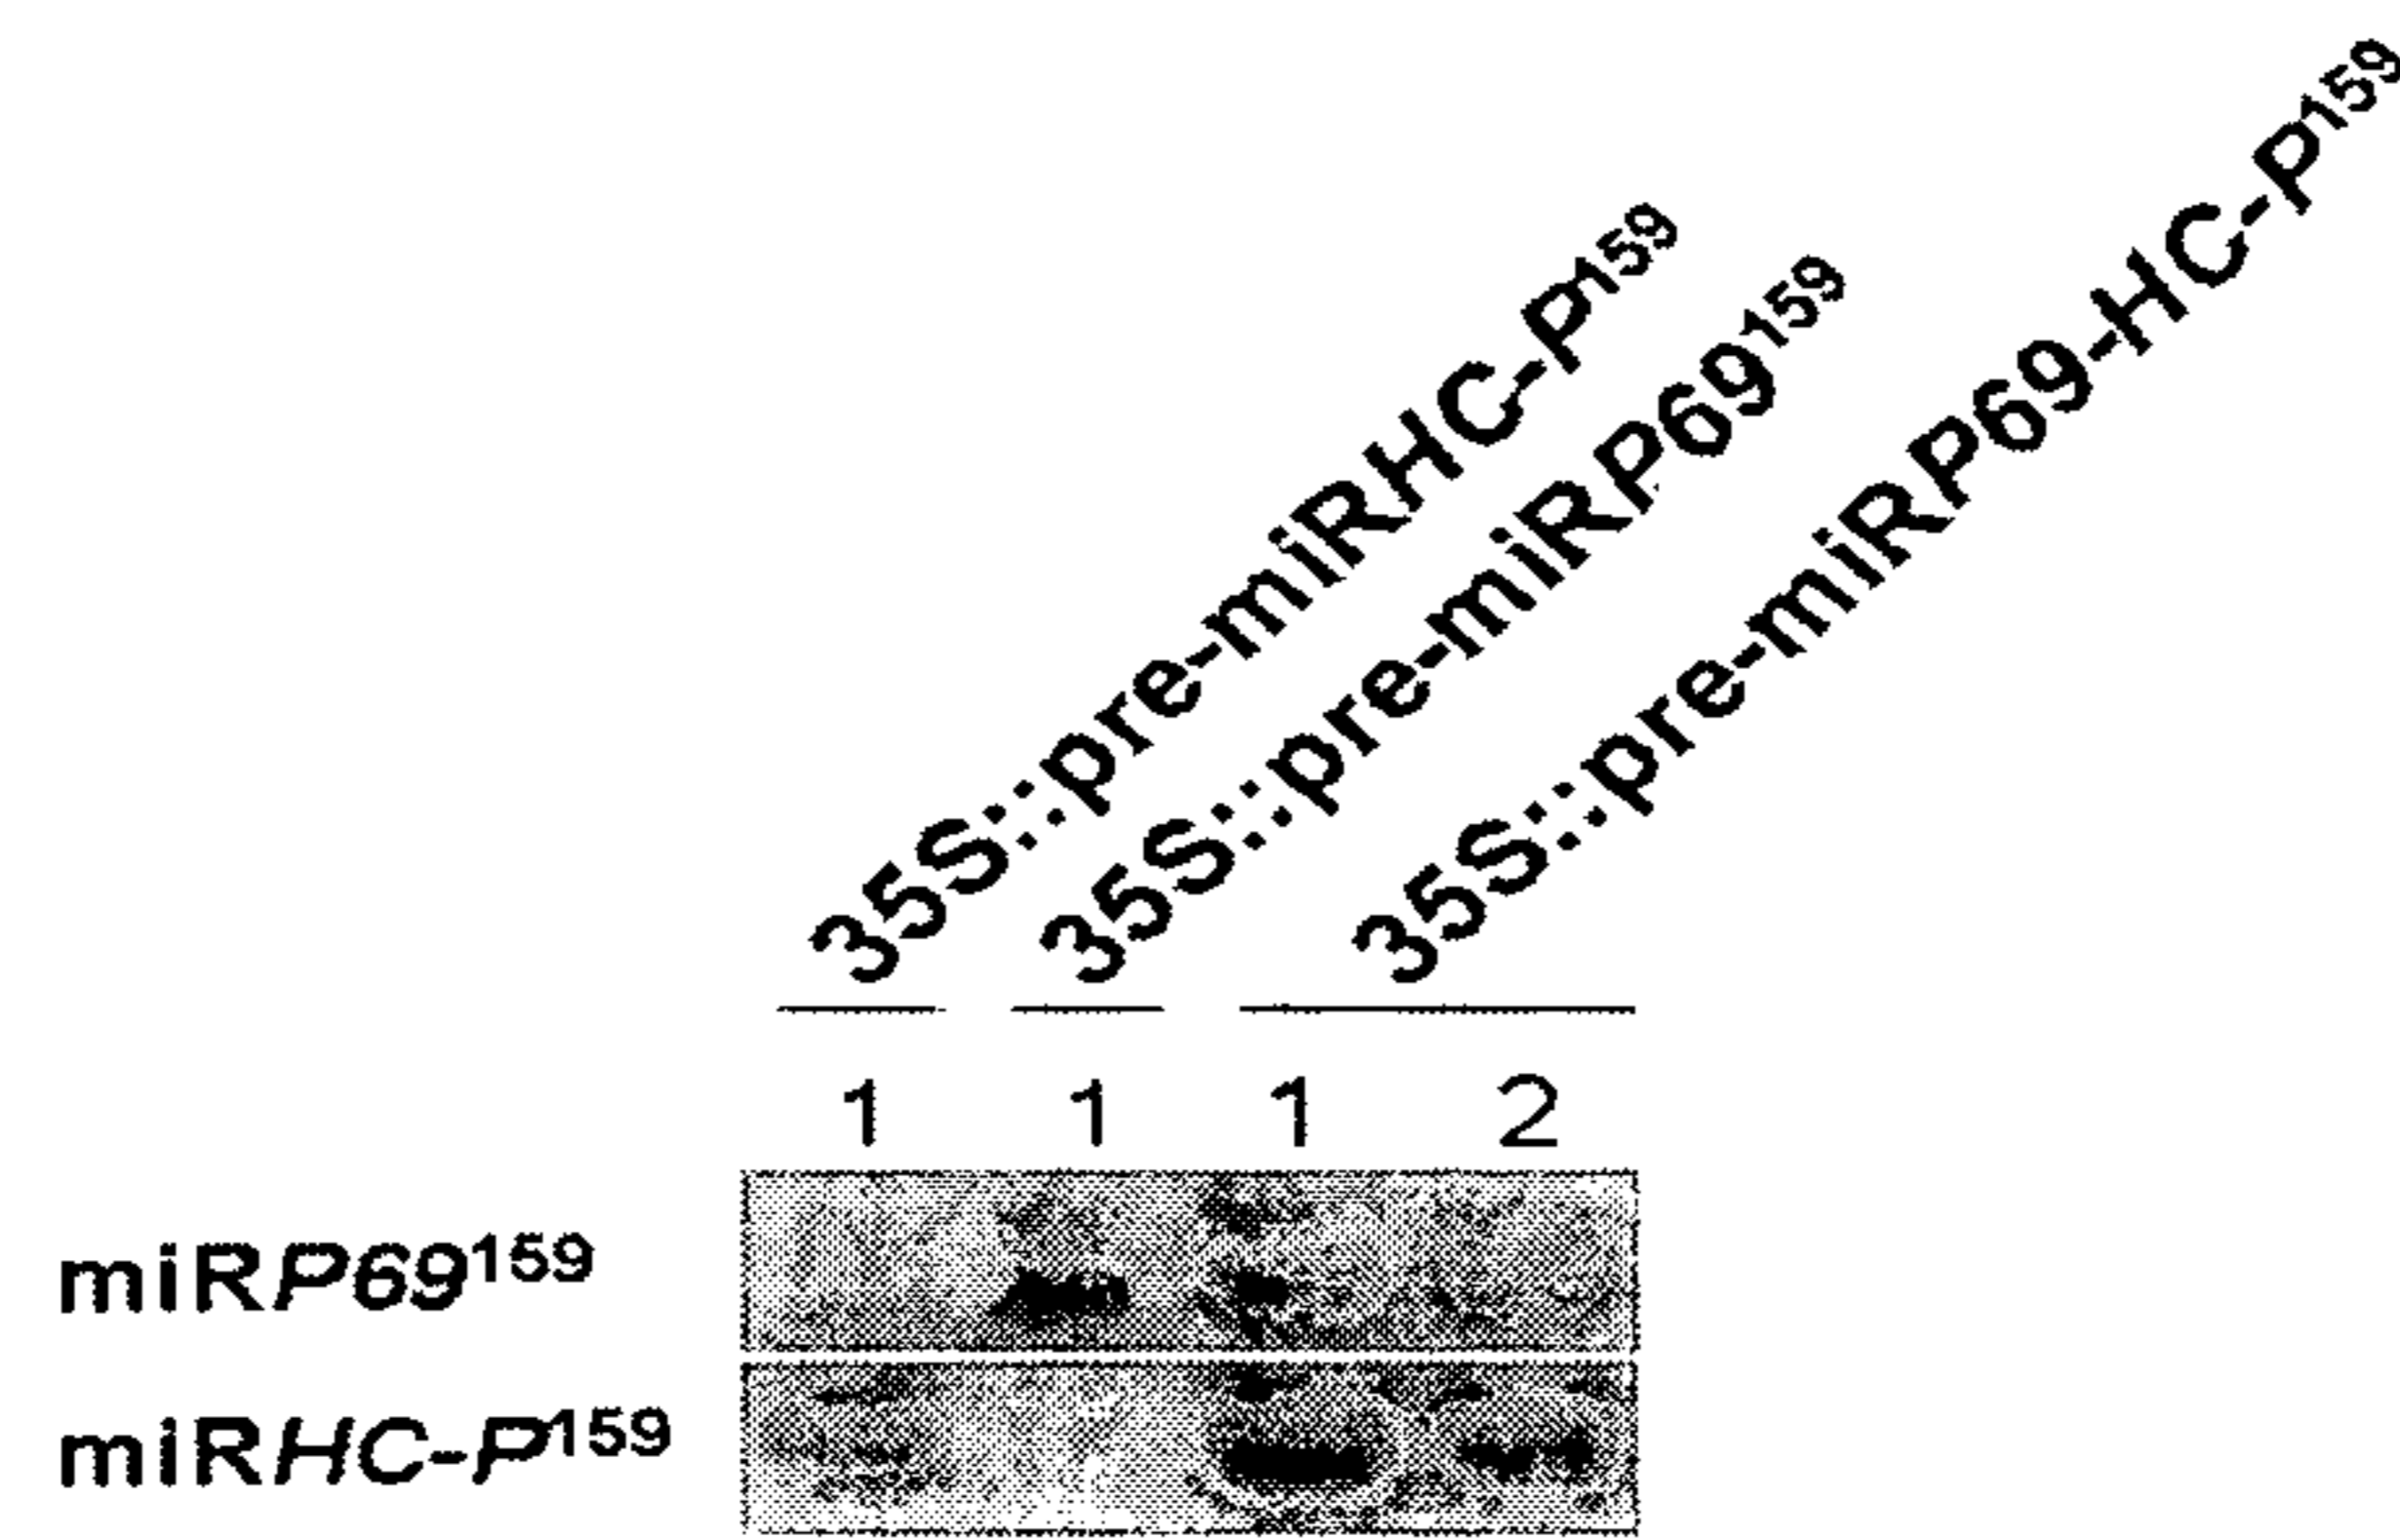 35S::pre-miRHC-P¹⁵⁹
35S::pre-miRP69¹⁵⁹
35S::pre-miRP69-HC-P¹⁵⁹
1 1 1 2
miRP69¹⁵⁹
miRHC-P¹⁵⁹